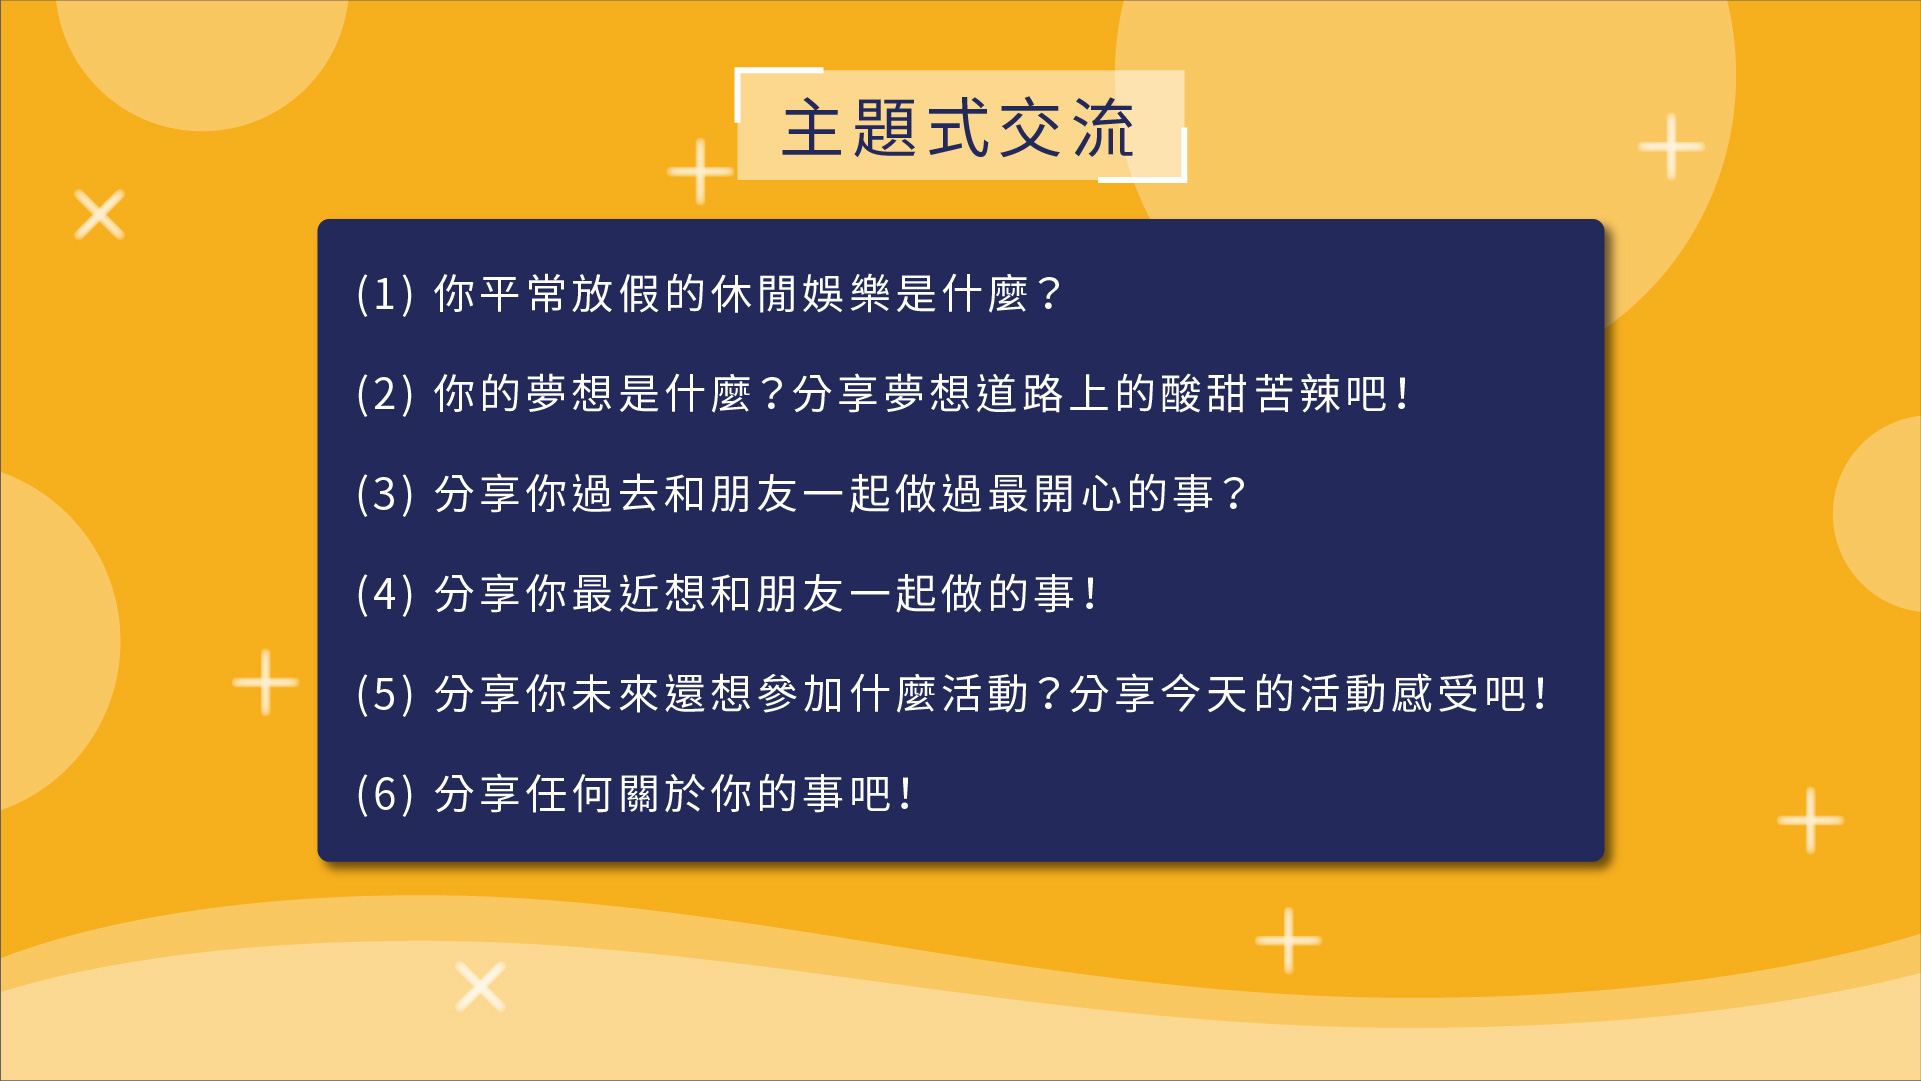 主題式交流
(1) 你平常放假的休閒娛樂是什麼？
(2) 你的夢想是什麼？分享夢想道路上的酸甜苦辣吧！
(3) 分享你過去和朋友一起做過最開心的事？
(4) 分享你最近想和朋友一起做的事！
(5) 分享你未來還想參加什麼活動？分享今天的活動感受吧！
(6) 分享任何關於你的事吧！